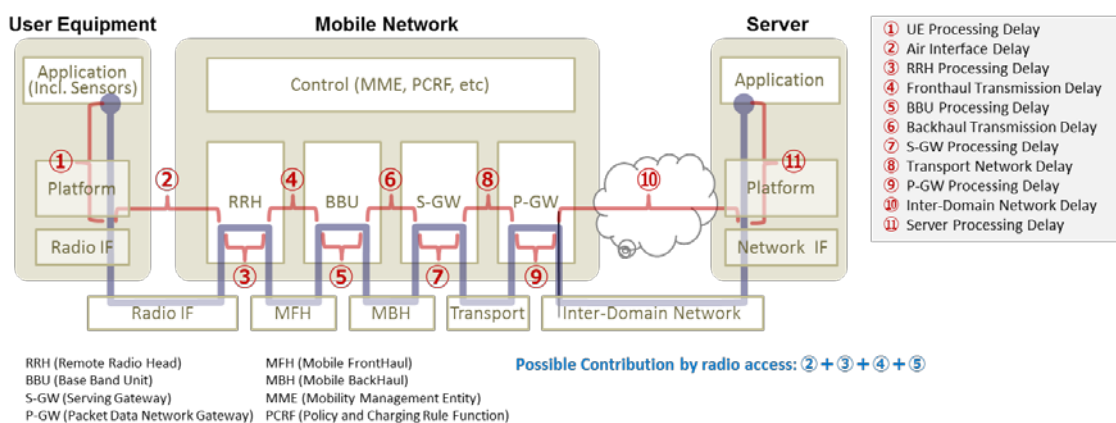 User Equipment
Mobile Network
Server
Application
(Incl. Sensors)
Control (MME, PCRF, etc)
Application
①
Platform
②
RRH
④
BBU
⑥
S-GW
⑧
P-GW
⑩
⑪
Platform
Radio IF
③
⑤
⑦
⑨
Network IF
Radio IF
MFH
MBH
Transport
Inter-Domain Network
① UE Processing Delay
② Air Interface Delay
③ RRH Processing Delay
④ Fronthaul Transmission Delay
⑤ BBU Processing Delay
⑥ Backhaul Transmission Delay
⑦ S-GW Processing Delay
⑧ Transport Network Delay
⑨ P-GW Processing Delay
⑩ Inter-Domain Network Delay
⑪ Server Processing Delay
RRH (Remote Radio Head)
BBU (Base Band Unit)
S-GW (Serving Gateway)
P-GW (Packet Data Network Gateway)
MFH (Mobile FrontHaul)
MBH (Mobile BackHaul)
MME (Mobility Management Entity)
PCRF (Policy and Charging Rule Function)
Possible Contribution by radio access: ② + ③ + ④ + ⑤